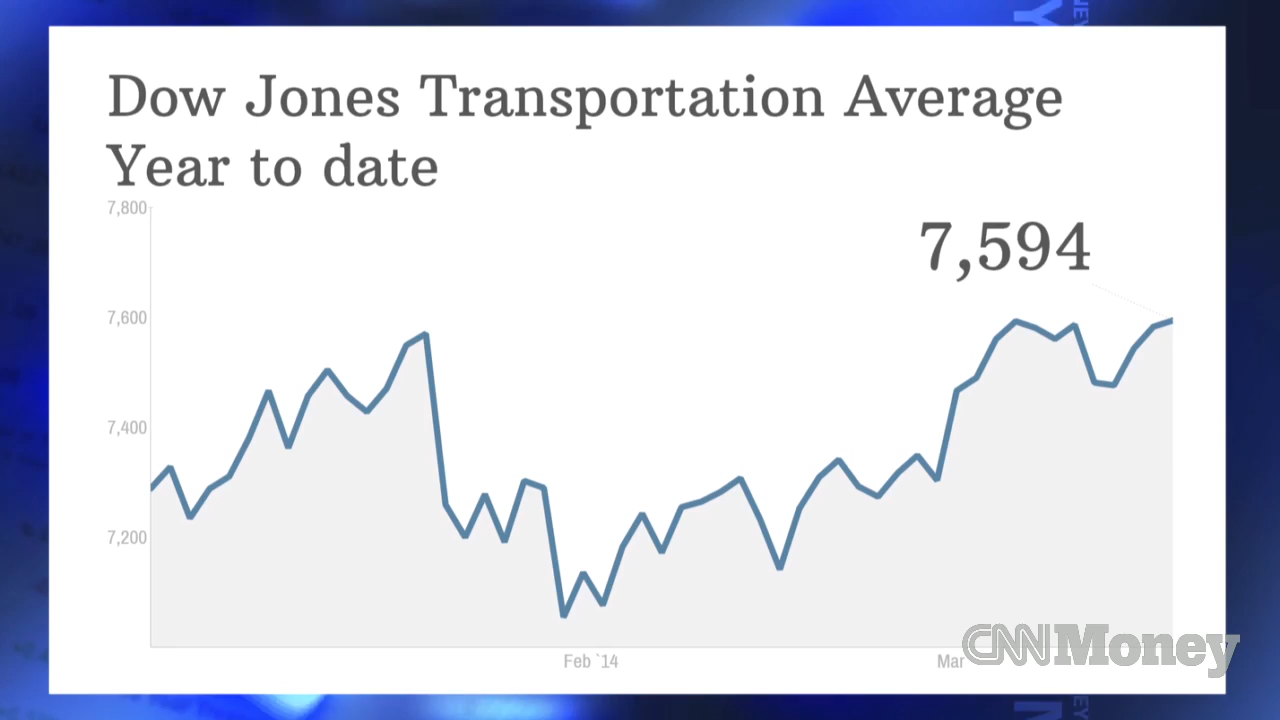 Dow Jones Transportation Average
Year to date
7,800
7,594
7,600
7,400
7,200
Feb `14
Mar
CNNMoney